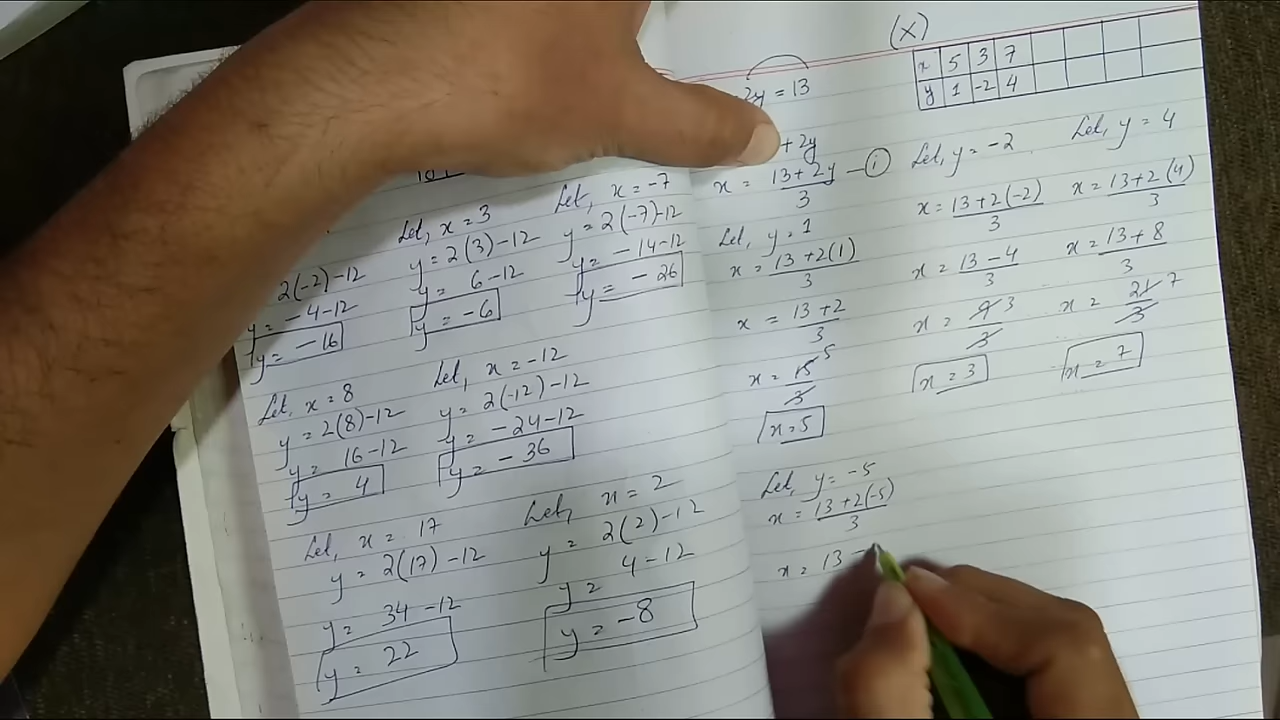 Let, x = 3
y = 2(3)-12
y = 6-12
y = -6
Let, x = -7
y = 2(-7)-12
y = -14-12
y = -26
2(-2)-12
y = -4-12
y = -16
Let, x = 8
y = 2(8)-12
y = 16-12
y = 4
Let, x = -12
y = 2(-12)-12
y = -24-12
y = -36
Let, x = 17
y = 2(17)-12
y = 34-12
y = 22
Let, x = 2
y = 2(2)-12
y = 4-12
y = -8
(x)
x 5 3 7
y 1 -2 4
2y = 13
+ 2y
x = 13+2y/3 — (i)
Let, y = 1
x = 13+2(1)/3
x = 13+2/3
x = 15/3 5
x = 5
Let, y = -2
x = 13+2(-2)/3
x = 13-4/3
x = 9/3 3
x = 3
Let, y = 4
x = 13+2(4)/3
x = 13+8/3
x = 21/3 7
x = 7
Let, y = -5
x = 13+2(-5)/3
x = 13 -